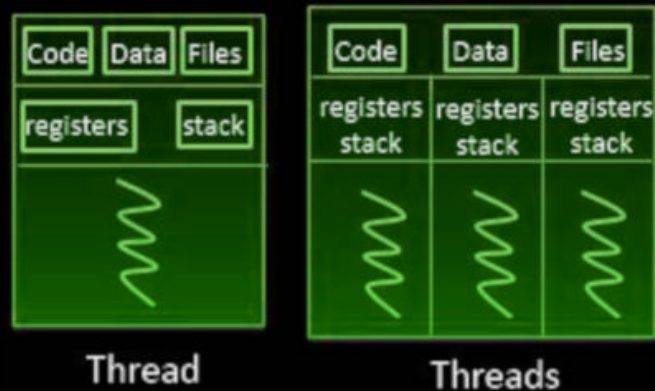 Code Data Files
registers stack
Thread
Code Data Files
registers registers registers
stack stack stack
Threads